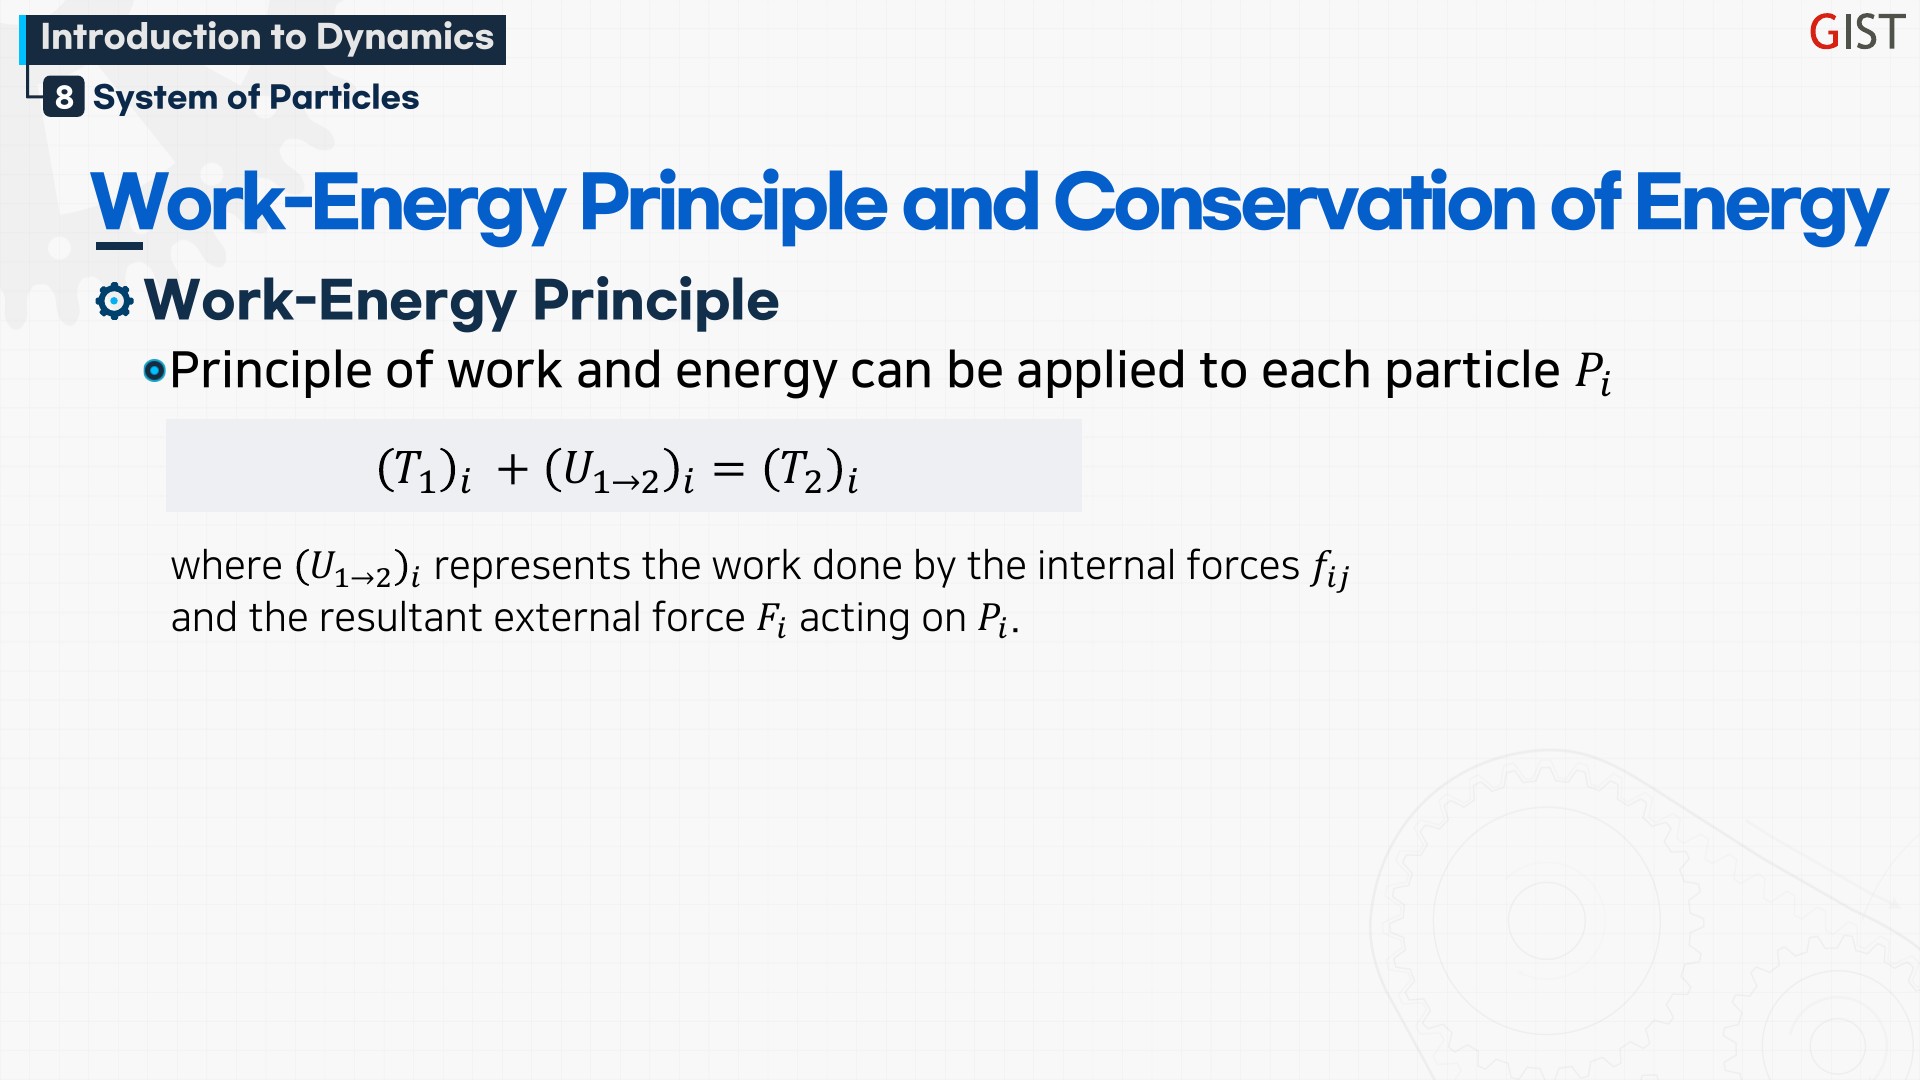 Introduction to Dynamics
GIST
8 System of Particles
Work-Energy Principle and Conservation of Energy
Work-Energy Principle
Principle of work and energy can be applied to each particle 𝑃ᵢ
(𝑇₁)ᵢ + (𝑈₁→₂)ᵢ = (𝑇₂)ᵢ
where (𝑈₁→₂)ᵢ represents the work done by the internal forces 𝑓ᵢⱼ
and the resultant external force 𝐹ᵢ acting on 𝑃ᵢ.